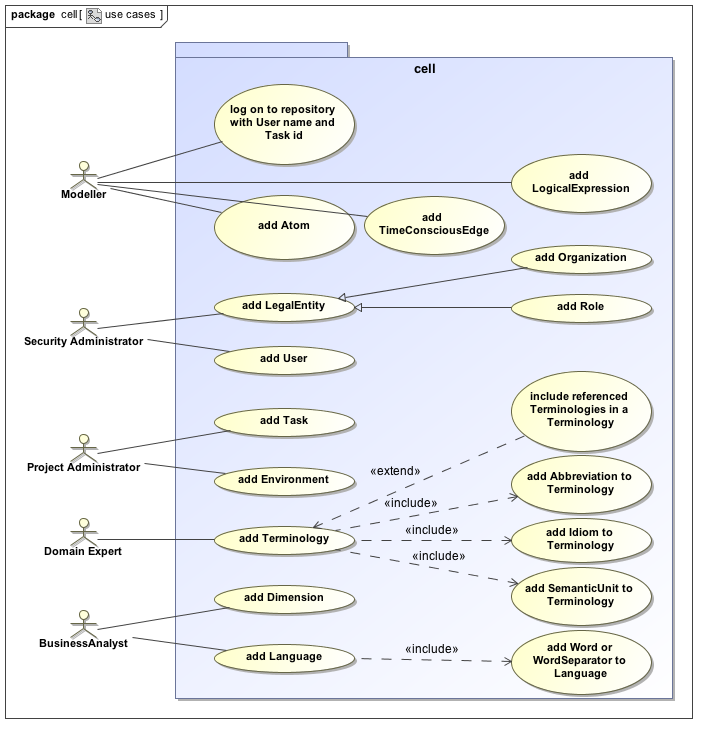 package cell[ use cases ]
cell
log on to repository
with User name and
Task id
Modeller
add
LogicalExpression
add Atom
add
TimeConsciousEdge
add Organization
add LegalEntity
add Role
Security Administrator
add User
include referenced
Terminologies in a
Terminology
add Task
Project Administrator
«extend»
add Environment
add Abbreviation to
Terminology
«include»
Domain Expert
add Terminology
«include»
add Idiom to
Terminology
«include»
add SemanticUnit to
Terminology
add Dimension
BusinessAnalyst
add Language
«include»
add Word or
WordSeparator to
Language